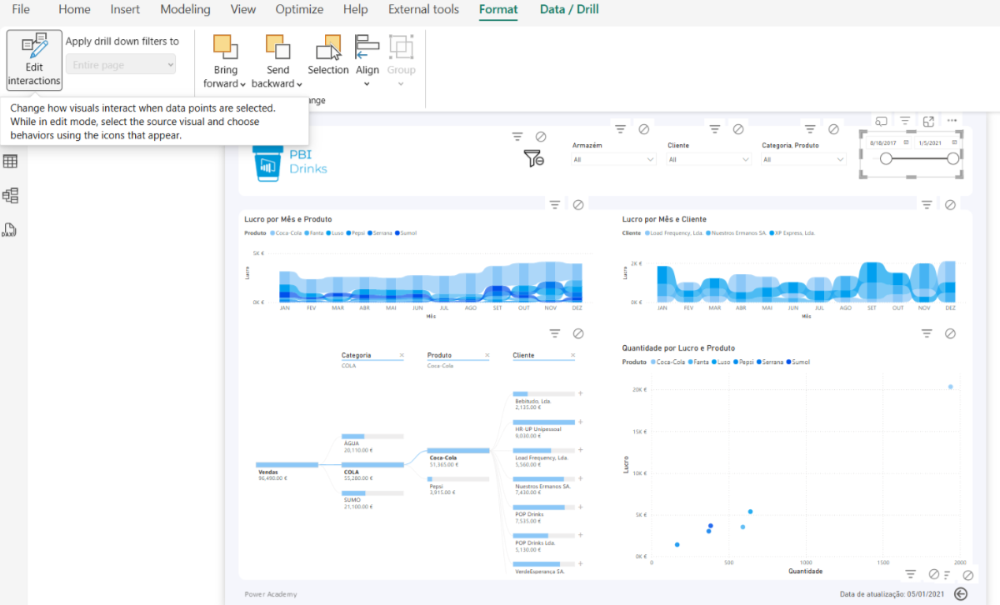 File Home Insert Modeling View Optimize Help External tools Format Data / Drill
Edit interactions
Apply drill down filters to
Entire page
Bring forward
Send backward
Selection
Align
Group
nge
Change how visuals interact when data points are selected.
While in edit mode, select the source visual and choose
behaviors using the icons that appear.
DAX
PBI
Drinks
Armazém
All
Cliente
All
Categoria, Produto
All
8/18/2017 1/5/2021
Lucro por Mês e Produto
Produto Coca-Cola Fanta Luso Pepsi Serrana Sumol
5K €
Lucro
0K €
JAN FEV MAR ABR MAI JUN JUL AGO SET OUT NOV DEZ
Mês
Lucro por Mês e Cliente
Cliente Load Frequency, Lda. Nuestros Ermanos SA. XP Express, Lda.
2K €
Lucro
0K €
JAN FEV MAR ABR MAI JUN JUL AGO SET OUT NOV DEZ
Mês
Categoria
COLA
Produto
Coca-Cola
Cliente
Vendas
96,490.00 €
ÁGUA
20,110.00 €
COLA
55,280.00 €
SUMO
21,100.00 €
Coca-Cola
51,365.00 €
Pepsi
3,915.00 €
Bebitudo, Lda.
2,135.00 €
HR-UP Unipessoal
9,030.00 €
Load Frequency, Lda.
5,560.00 €
Nuestros Ermanos SA.
7,430.00 €
POP Drinks
7,535.00 €
POP Drinks Lda.
5,130.00 €
VerdeEsperança SA.
Quantidade por Lucro e Produto
Produto Coca-Cola Fanta Luso Pepsi Serrana Sumol
20K €
15K €
Lucro
10K €
5K €
0K €
0 500 1000 1500 2000
Quantidade
Power Academy
Data de atualização: 05/01/2021